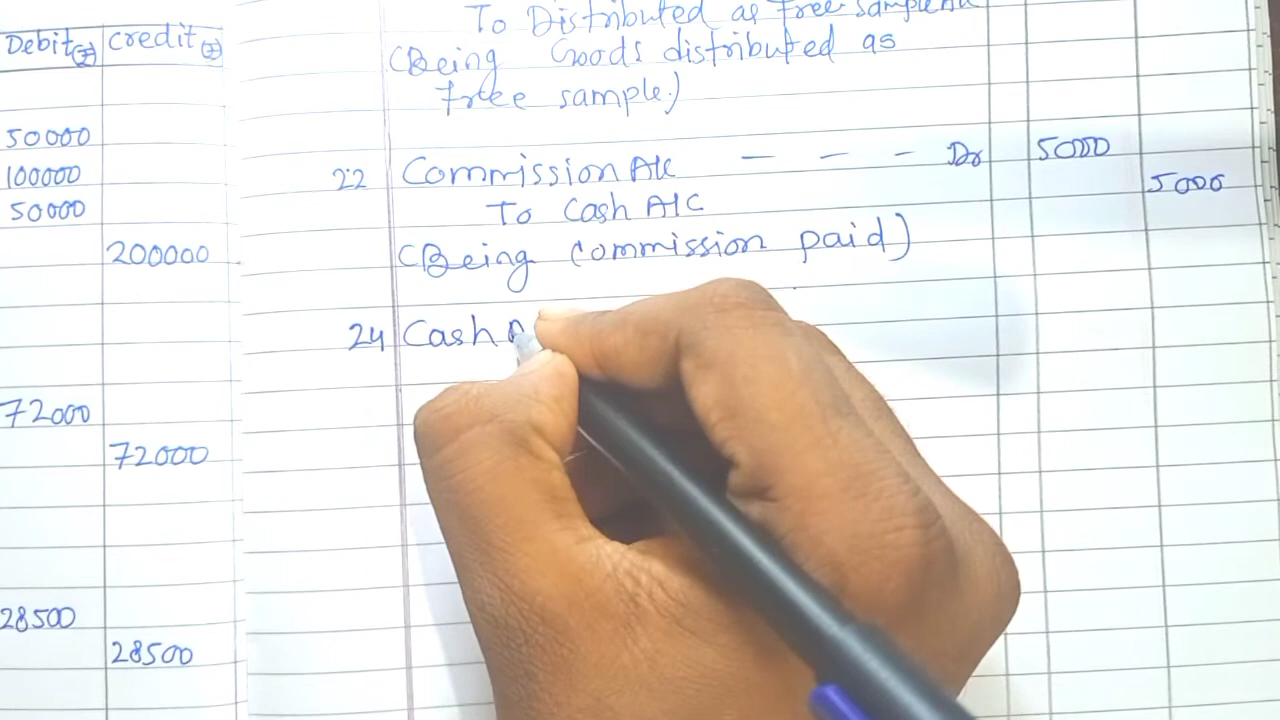 Debit(₹) Credit(₹)
50000
100000
50000
200000
72000
72000
28500
28500
To Distributed as free sample A
(Being Goods distributed as
free sample.)
22 Commission A/c — — — Dr 5000
To Cash A/C 5000
(Being Commission paid)
24 Cash A